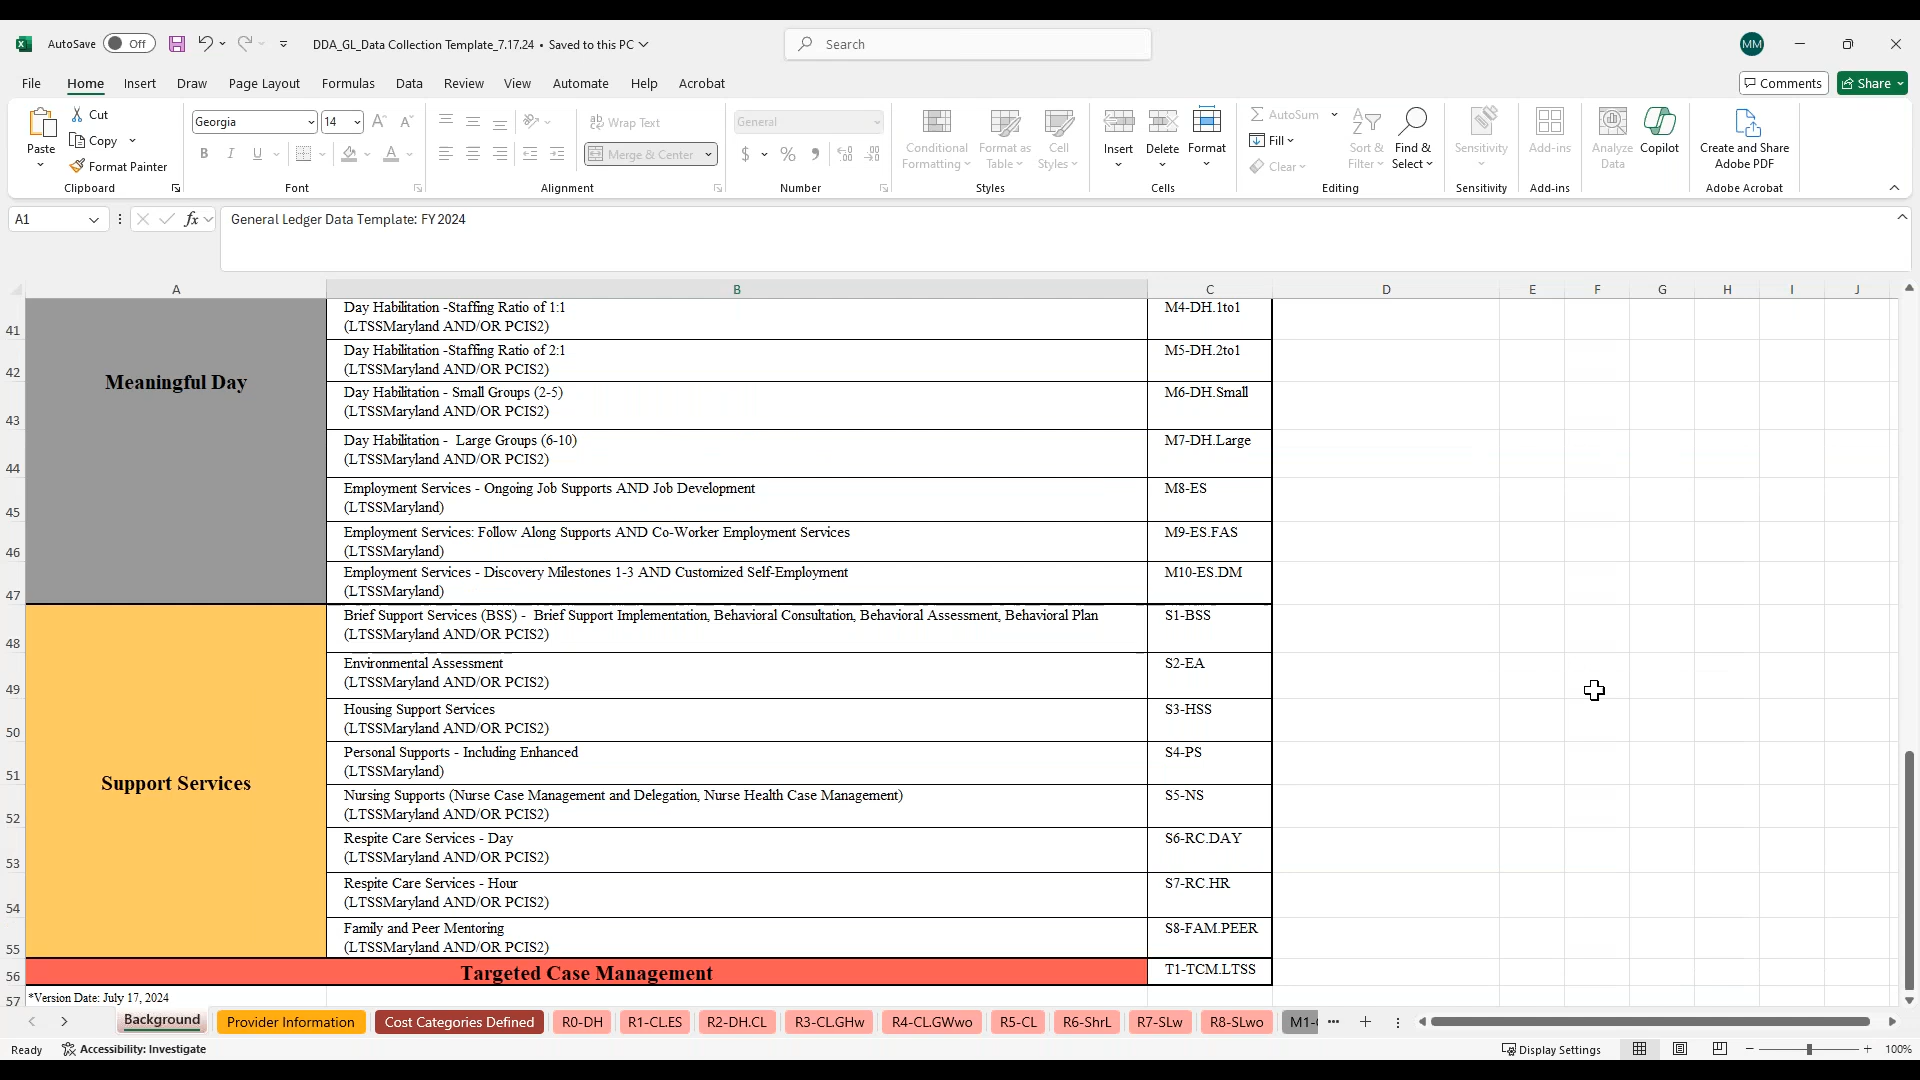 AutoSave Off DDA_GL_Data Collection Template_7.17.24 • Saved to this PC Search MM
File Home Insert Draw Page Layout Formulas Data Review View Automate Help Acrobat Comments Share
Paste Cut Copy Format Painter Clipboard
Georgia 14 B I U Font
Wrap Text Merge & Center Alignment
General $ % Number
Conditional Formatting Format as Table Cell Styles Styles
Insert Delete Format Cells
AutoSum Fill Clear Sort & Filter Find & Select Editing
Sensitivity Sensitivity
Add-ins Add-ins
Analyze Data Copilot
Create and Share Adobe PDF Adobe Acrobat
A1 fx General Ledger Data Template: FY 2024
A B C D E F G H I J
Meaningful Day
41 Day Habilitation -Staffing Ratio of 1:1 M4-DH.1to1
(LTSSMaryland AND/OR PCIS2)
42 Day Habilitation -Staffing Ratio of 2:1 M5-DH.2to1
(LTSSMaryland AND/OR PCIS2)
43 Day Habilitation - Small Groups (2-5) M6-DH.Small
(LTSSMaryland AND/OR PCIS2)
44 Day Habilitation - Large Groups (6-10) M7-DH.Large
(LTSSMaryland AND/OR PCIS2)
45 Employment Services - Ongoing Job Supports AND Job Development M8-ES
(LTSSMaryland)
46 Employment Services: Follow Along Supports AND Co-Worker Employment Services M9-ES.FAS
(LTSSMaryland)
47 Employment Services - Discovery Milestones 1-3 AND Customized Self-Employment M10-ES.DM
(LTSSMaryland)
Support Services
48 Brief Support Services (BSS) - Brief Support Implementation, Behavioral Consultation, Behavioral Assessment, Behavioral Plan S1-BSS
(LTSSMaryland AND/OR PCIS2)
49 Environmental Assessment S2-EA
(LTSSMaryland AND/OR PCIS2)
50 Housing Support Services S3-HSS
(LTSSMaryland AND/OR PCIS2)
51 Personal Supports - Including Enhanced S4-PS
(LTSSMaryland)
52 Nursing Supports (Nurse Case Management and Delegation, Nurse Health Case Management) S5-NS
(LTSSMaryland AND/OR PCIS2)
53 Respite Care Services - Day S6-RC.DAY
(LTSSMaryland AND/OR PCIS2)
54 Respite Care Services - Hour S7-RC.HR
(LTSSMaryland AND/OR PCIS2)
55 Family and Peer Mentoring S8-FAM.PEER
(LTSSMaryland AND/OR PCIS2)
56 Targeted Case Management T1-TCM.LTSS
57 *Version Date: July 17, 2024
Background Provider Information Cost Categories Defined R0-DH R1-CL.ES R2-DH.CL R3-CL.GHw R4-CL.GWwo R5-CL R6-ShrL R7-SLw R8-SLwo M1-
Ready Accessibility: Investigate Display Settings 100%